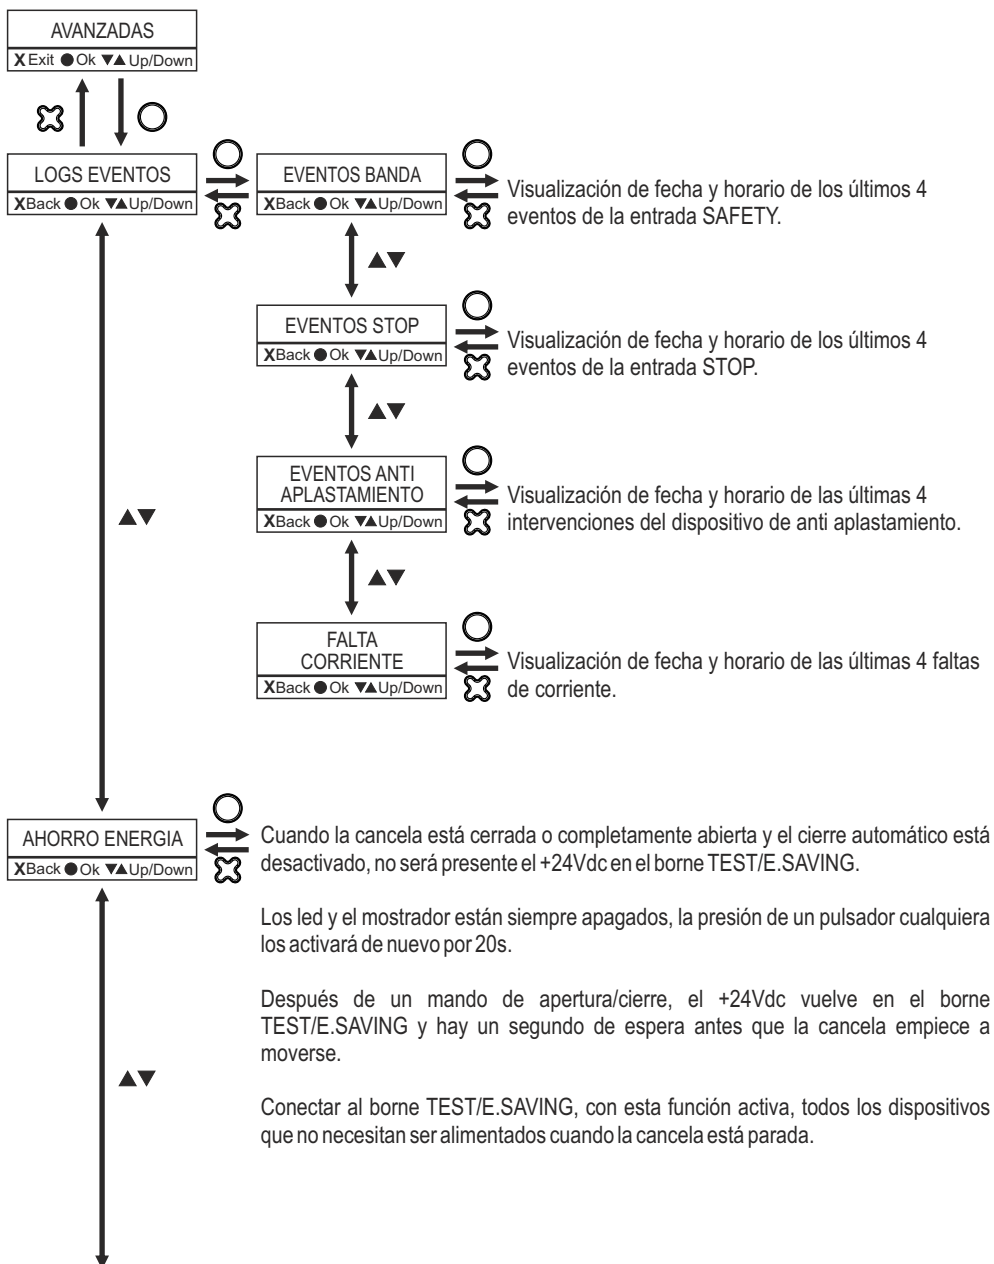 AVANZADAS
X Exit ● Ok ▼▲ Up/Down
LOGS EVENTOS
XBack ● Ok ▼▲Up/Down
EVENTOS BANDA
XBack ● Ok ▼▲Up/Down
Visualización de fecha y horario de los últimos 4
eventos de la entrada SAFETY.
▲▼
EVENTOS STOP
XBack ● Ok ▼▲Up/Down
Visualización de fecha y horario de los últimos 4
eventos de la entrada STOP.
▲▼
EVENTOS ANTI
APLASTAMIENTO
XBack ● Ok ▼▲Up/Down
Visualización de fecha y horario de las últimas 4
intervenciones del dispositivo de anti aplastamiento.
▲▼
▲▼
FALTA
CORRIENTE
XBack ● Ok ▼▲Up/Down
Visualización de fecha y horario de las últimas 4 faltas
de corriente.
AHORRO ENERGIA
XBack ● Ok ▼▲Up/Down
Cuando la cancela está cerrada o completamente abierta y el cierre automático está
desactivado, no será presente el +24Vdc en el borne TEST/E.SAVING.
Los led y el mostrador están siempre apagados, la presión de un pulsador cualquiera
los activará de nuevo por 20s.
Después de un mando de apertura/cierre, el +24Vdc vuelve en el borne
TEST/E.SAVING y hay un segundo de espera antes que la cancela empiece a
moverse.
▲▼
Conectar al borne TEST/E.SAVING, con esta función activa, todos los dispositivos
que no necesitan ser alimentados cuando la cancela está parada.